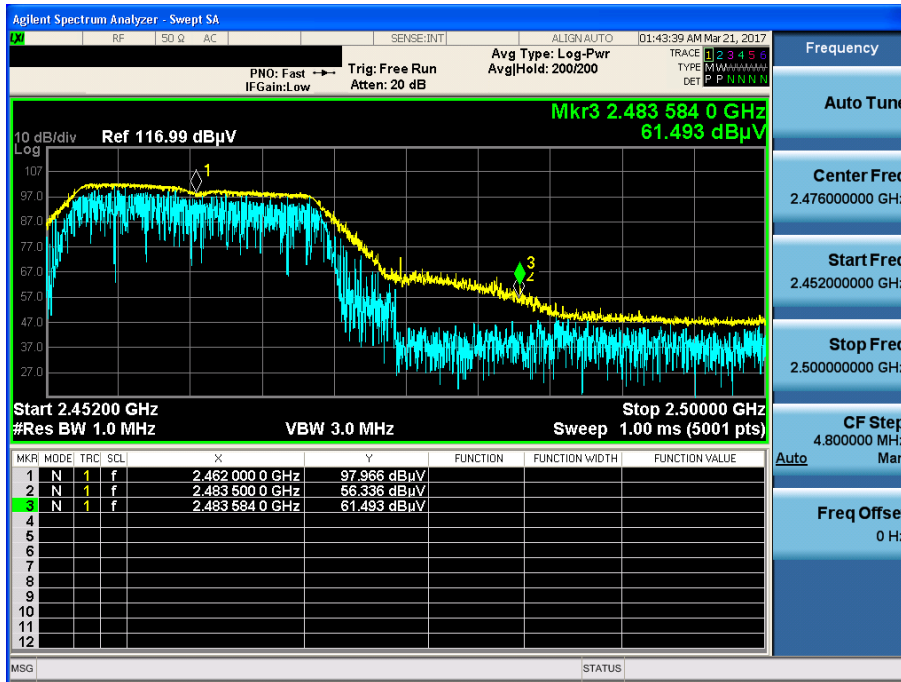 Agilent Spectrum Analyzer - Swept SA
LXI RF 50 Ω AC SENSE:INT ALIGN AUTO 01:43:39 AM Mar 21, 2017
PNO: Fast Trig: Free Run Avg Type: Log-Pwr TRACE 1 2 3 4 5 6
IFGain:Low Atten: 20 dB Avg|Hold: 200/200 TYPE M W W W W W
DET P P N N N N
Mkr3 2.483 584 0 GHz
61.493 dBµV
10 dB/div Ref 116.99 dBµV
Log
107
97.0
87.0
77.0
67.0
57.0
47.0
37.0
27.0
1
3
2
Start 2.45200 GHz Stop 2.50000 GHz
#Res BW 1.0 MHz VBW 3.0 MHz Sweep 1.00 ms (5001 pts)
MKR MODE TRC SCL X Y FUNCTION FUNCTION WIDTH FUNCTION VALUE
1 N 1 f 2.462 000 0 GHz 97.966 dBµV
2 N 1 f 2.483 500 0 GHz 56.336 dBµV
3 N 1 f 2.483 584 0 GHz 61.493 dBµV
4
5
6
7
8
9
10
11
12
MSG STATUS
Frequency
Auto Tune
Center Freq
2.476000000 GHz
Start Freq
2.452000000 GHz
Stop Freq
2.500000000 GHz
CF Step
4.800000 MHz
Auto Man
Freq Offset
0 Hz